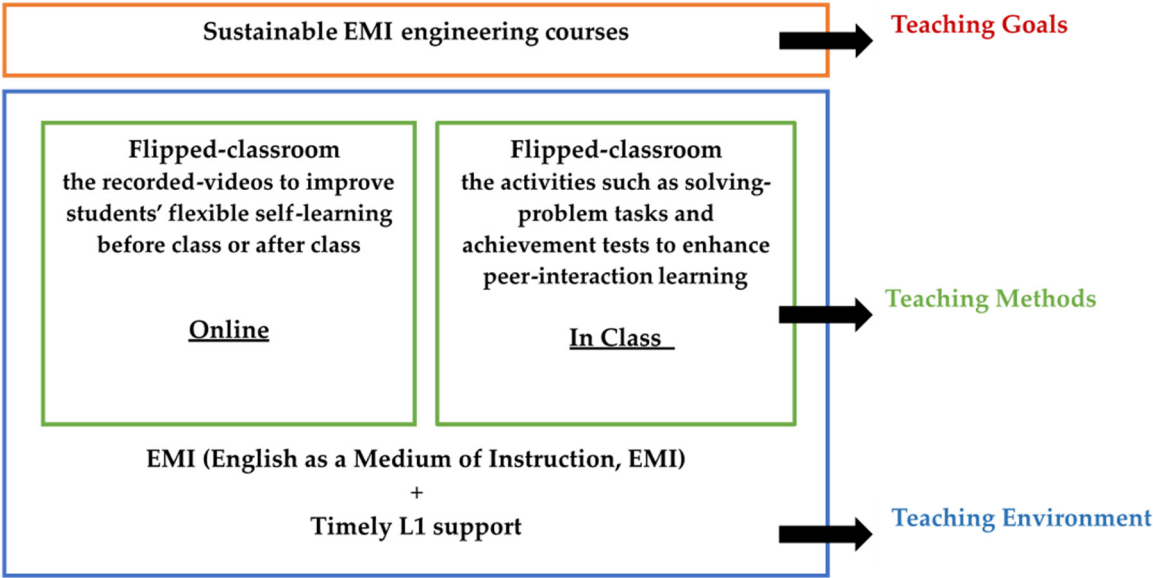 Sustainable EMI engineering courses
Teaching Goals
Flipped-classroom
the recorded-videos to improve
students' flexible self-learning
before class or after class
Online
Flipped-classroom
the activities such as solving-
problem tasks and
achievement tests to enhance
peer-interaction learning
In Class
Teaching Methods
EMI (English as a Medium of Instruction, EMI)
+
Timely L1 support
Teaching Environment